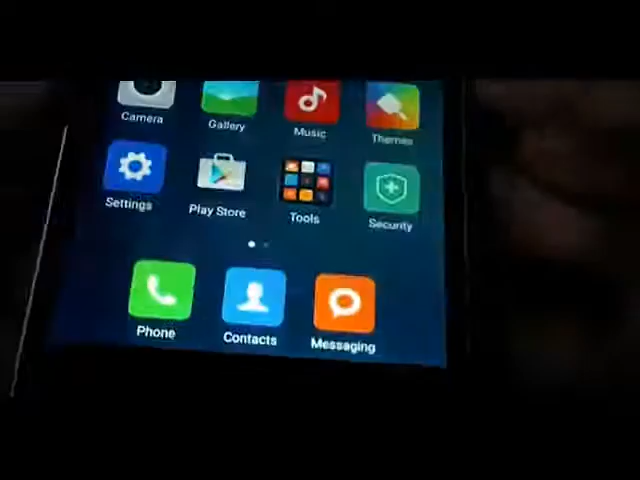 Camera
Gallery
Music
Themes
Settings
Play Store
Tools
Security
Phone
Contacts
Messaging